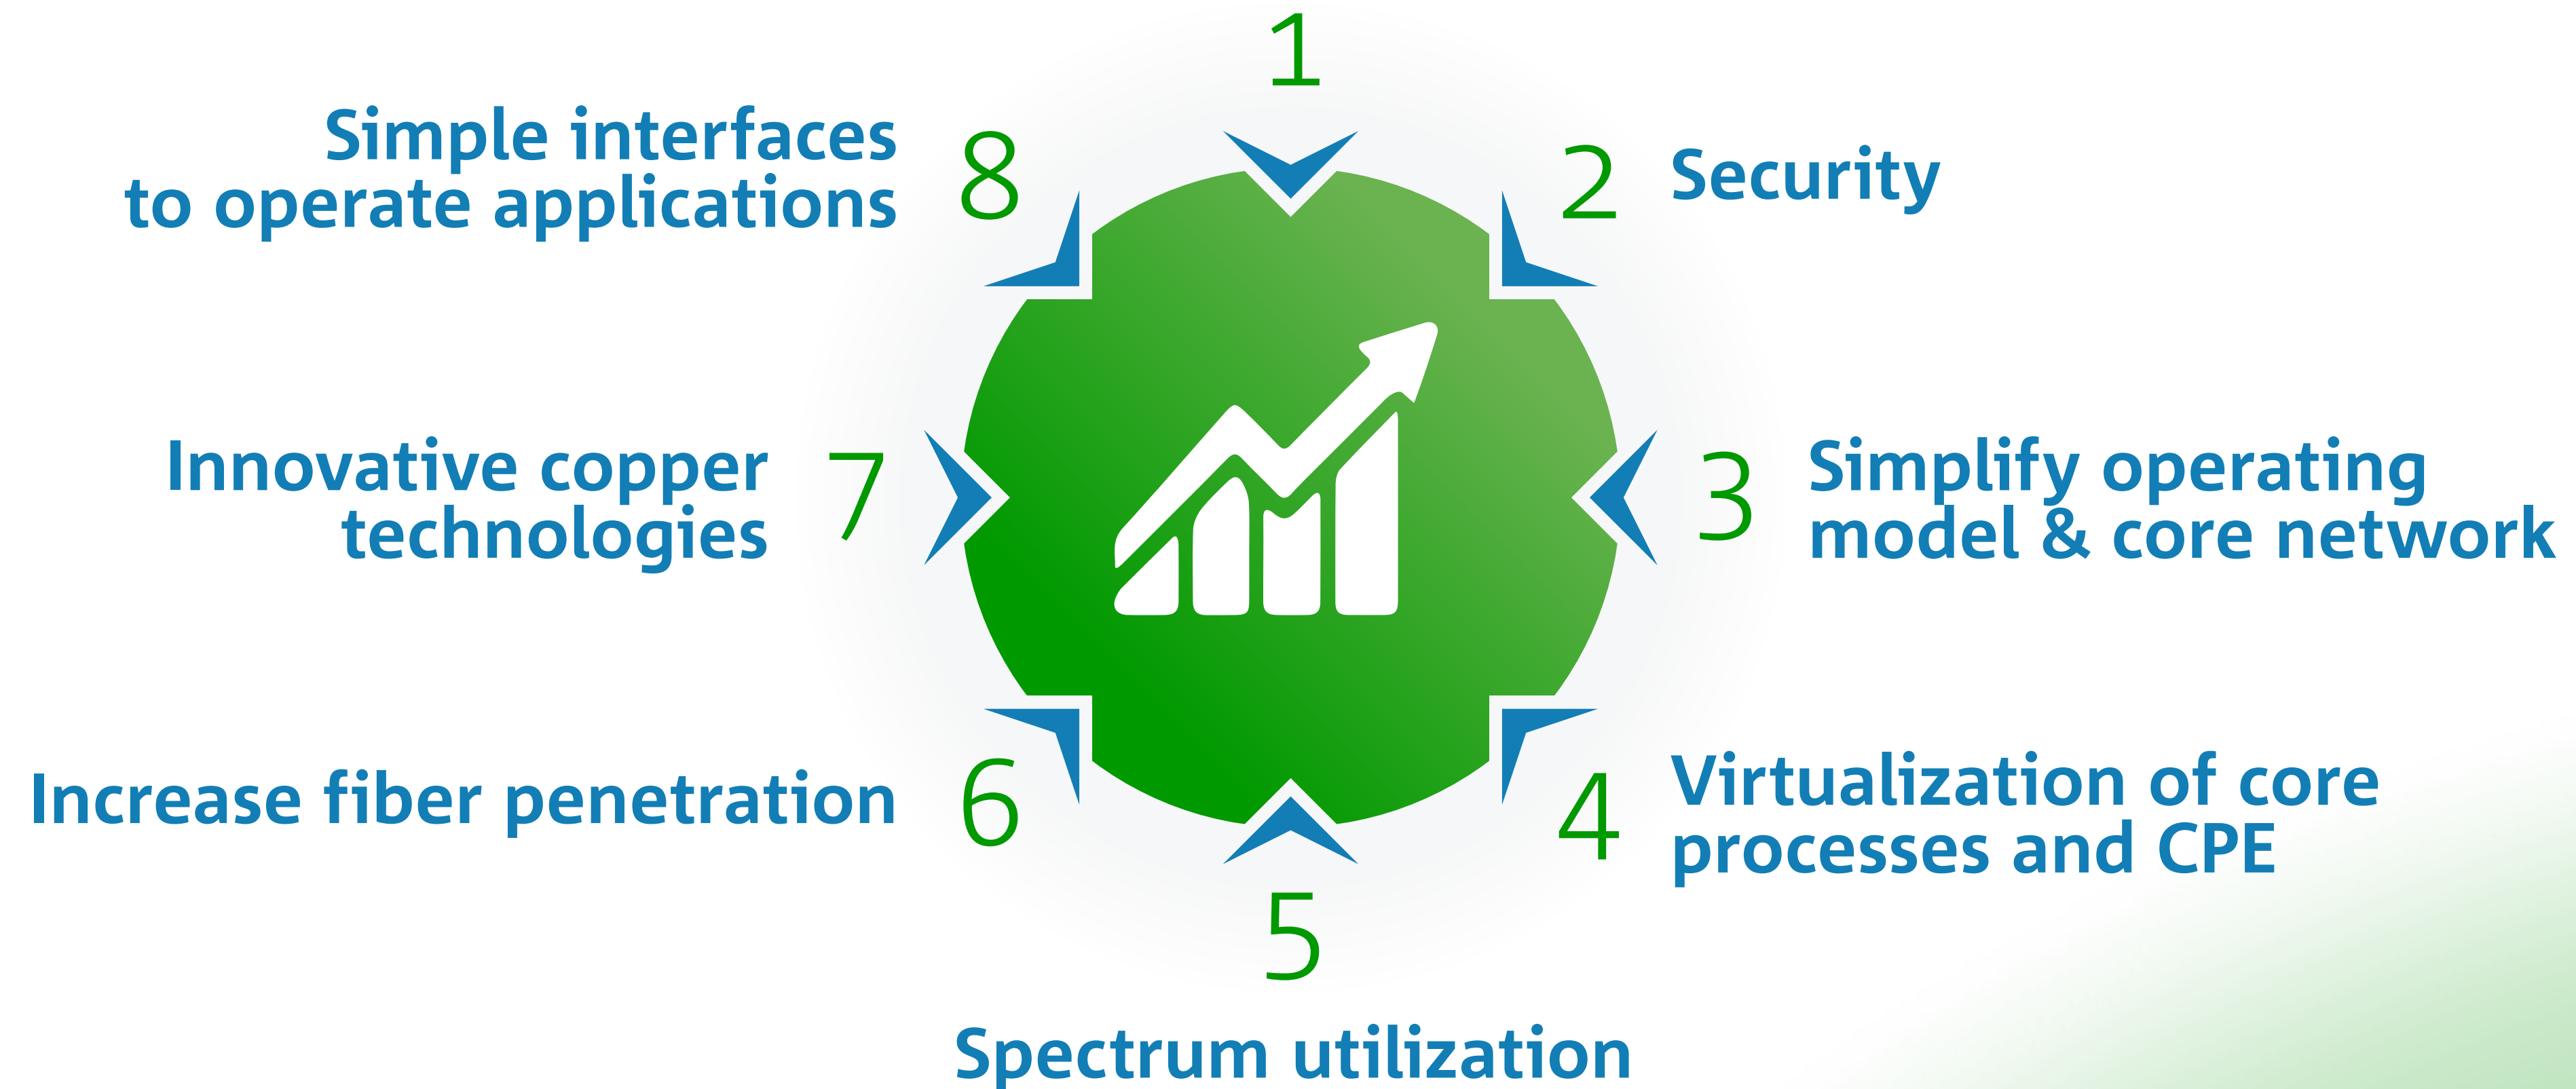 1
2
Security
3
Simplify operating
model & core network
4
Virtualization of core
processes and CPE
5
Spectrum utilization
6
Increase fiber penetration
7
Innovative copper
technologies
8
Simple interfaces
to operate applications